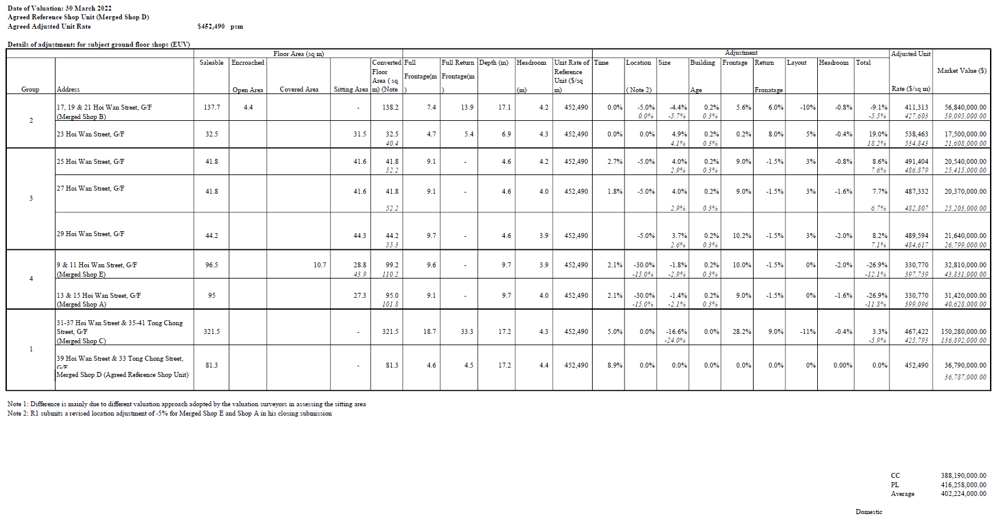 Date of Valuation: 30 March 2022
Agreed Reference Shop Unit (Merged Shop D)
Agreed Adjusted Unit Rate $452,490 psm
Details of adjustments for subject ground floor shops (EUV)
Floor Area (sq m) Adjustment Adjusted Unit
Saleable Encroached Converted Full Full Return Depth (m) Headroom Unit Rate of Time Location Size Building Frontage Return Layout Headroom Total
Floor Reference Market Value ($)
Frontage(m Frontage(m
Area ( sq Unit ($/sq
Group Address Open Area Covered Area Sitting Area m) (Note ) ) (m) m) ( Note 2) Age Fronatage Rate ($/sq m)
17, 19 & 21 Hoi Wan Street, G/F 137.7 4.4 - 138.2 7.4 13.9 17.1 4.2 452,490 0.0% -5.0% -4.4% 0.2% 5.6% 6.0% -10% -0.8% -9.1% 411,313 56,840,000.00
(Merged Shop B) 0.0% -5.7% 0.3% -5.5% 427,603 59,095,000.00
2
23 Hoi Wan Street, G/F 32.5 31.5 32.5 4.7 5.4 6.9 4.3 452,490 0.0% 0.0% 4.9% 0.2% 0.2% 8.0% 5% -0.4% 19.0% 538,463 17,500,000.00
40.4 4.1% 0.3% 18.2% 534,843 21,608,000.00
25 Hoi Wan Street, G/F 41.8 41.6 41.8 9.1 - 4.6 4.2 452,490 2.7% -5.0% 4.0% 0.2% 9.0% -1.5% 3% -0.8% 8.6% 491,404 20,540,000.00
52.2 2.9% 0.3% 7.6% 486,879 25,415,000.00
27 Hoi Wan Street, G/F 41.8 41.6 41.8 9.1 - 4.6 4.0 452,490 1.8% -5.0% 4.0% 0.2% 9.0% -1.5% 3% -1.6% 7.7% 487,332 20,370,000.00
3
52.2 2.9% 0.3% 6.7% 482,807 25,203,000.00
29 Hoi Wan Street, G/F 44.2 44.3 44.2 9.7 - 4.6 3.9 452,490 -5.0% 3.7% 0.2% 10.2% -1.5% 3% -2.0% 8.2% 489,594 21,640,000.00
55.3 2.6% 0.3% 7.1% 484,617 26,799,000.00
9 & 11 Hoi Wan Street, G/F 96.5 10.7 28.8 99.2 9.6 - 9.7 3.9 452,490 2.1% -30.0% -1.8% 0.2% 10.0% -1.5% 0% -2.0% -26.9% 330,770 32,810,000.00
(Merged Shop E) 43.9 110.2 -15.0% -2.9% 0.3% -12.1% 397,739 43,831,000.00
4
13 & 15 Hoi Wan Street, G/F 95 27.3 95.0 9.1 - 9.7 4.0 452,490 2.1% -30.0% -1.4% 0.2% 9.0% -1.5% 0% -1.6% -26.9% 330,770 31,420,000.00
(Merged Shop A) 101.8 -15.0% -2.1% 0.3% -11.8% 399,096 40,628,000.00
31-37 Hoi Wan Street & 35-41 Tong Chong
Street, G/F 321.5 - 321.5 18.7 33.3 17.2 4.3 452,490 5.0% 0.0% -16.6% 0.0% 28.2% 9.0% -11% -0.4% 3.3% 467,422 150,280,000.00
(Merged Shop C) -24.0% -5.9% 425,793 136,892,000.00
1
39 Hoi Wan Street & 33 Tong Chong Street,
G/F 81.3 - 81.3 4.6 4.5 17.2 4.4 452,490 8.9% 0.0% 0.0% 0.0% 0.0% 0.0% 0% 0.00% 0.0% 452,490 36,790,000.00
Merged Shop D (Agreed Reference Shop Unit) 36,787,000.00
Note 1: Difference is mainly due to different valuation approach adopted by the valuation surveyors in assessing the sitting area
Note 2: R1 submits a revised location adjustment of -5% for Merged Shop E and Shop A in his closing submission
CC 388,190,000.00
PL 416,258,000.00
Average 402,224,000.00
Domestic